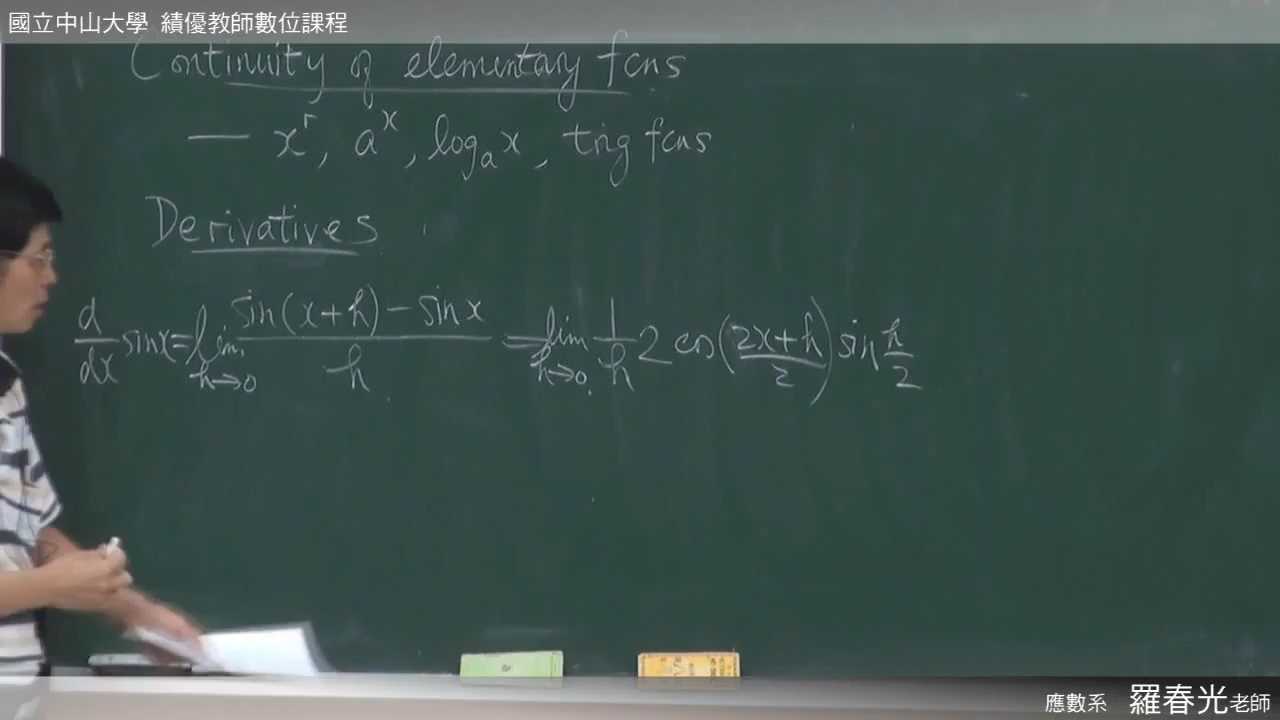 國立中山大學 績優教師數位課程
Continuity of elementary fcns
— x^r, a^x, log_a x, trig fcns
Derivatives
d/dx sinx = lim_{h→0} (sin(x+h) − sinx)/h = lim_{h→0} 1/h 2 cos((2x+h)/2) sin h/2
應數系 羅春光老師